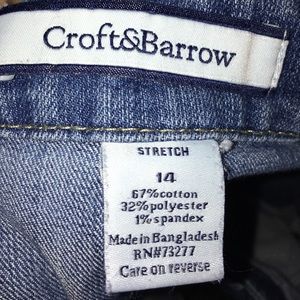 Croft&Barrow
STRETCH
14
67%cotton
32%polyester
1%spandex
Made in Bangladesh
RN#73277
Care on reverse